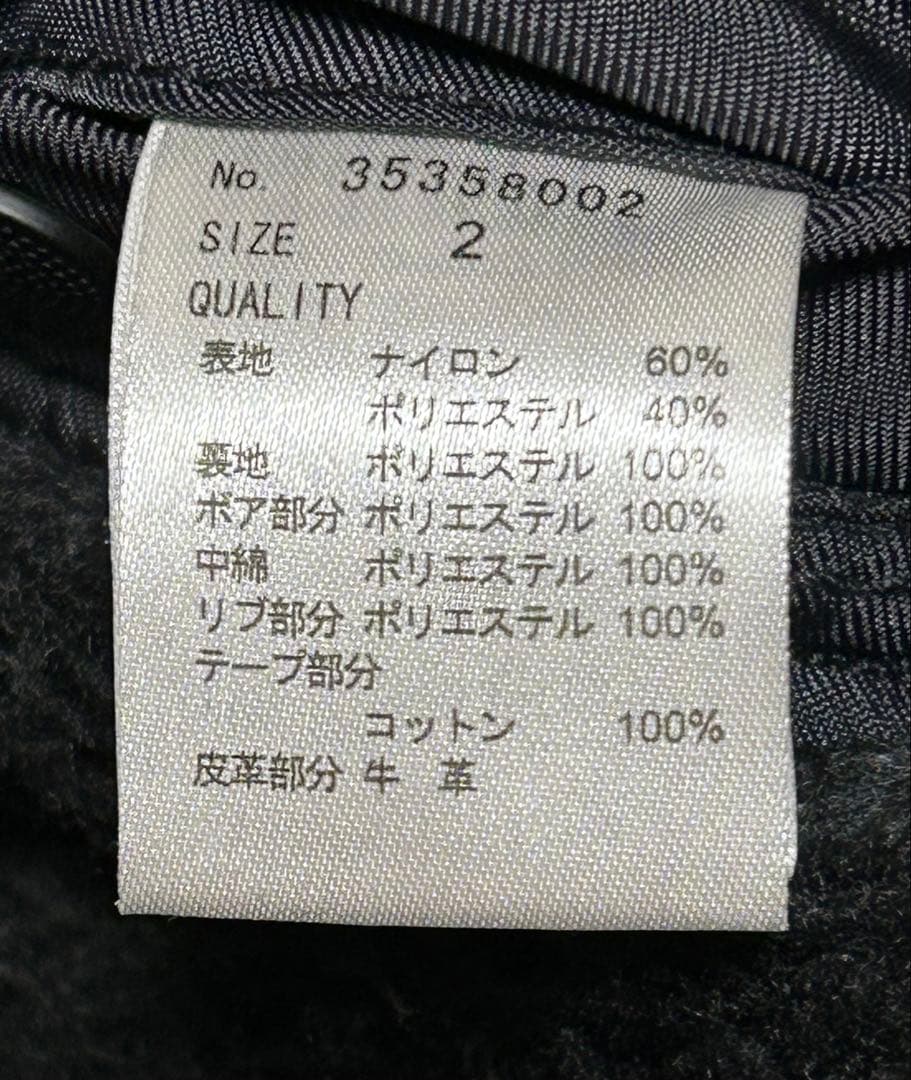 No. 35358002
SIZE 2
QUALITY
表地 ナイロン 60%
ポリエステル 40%
裏地 ポリエステル 100%
ボア部分 ポリエステル 100%
中綿 ポリエステル 100%
リブ部分 ポリエステル 100%
テープ部分
コットン 100%
皮革部分 牛 革